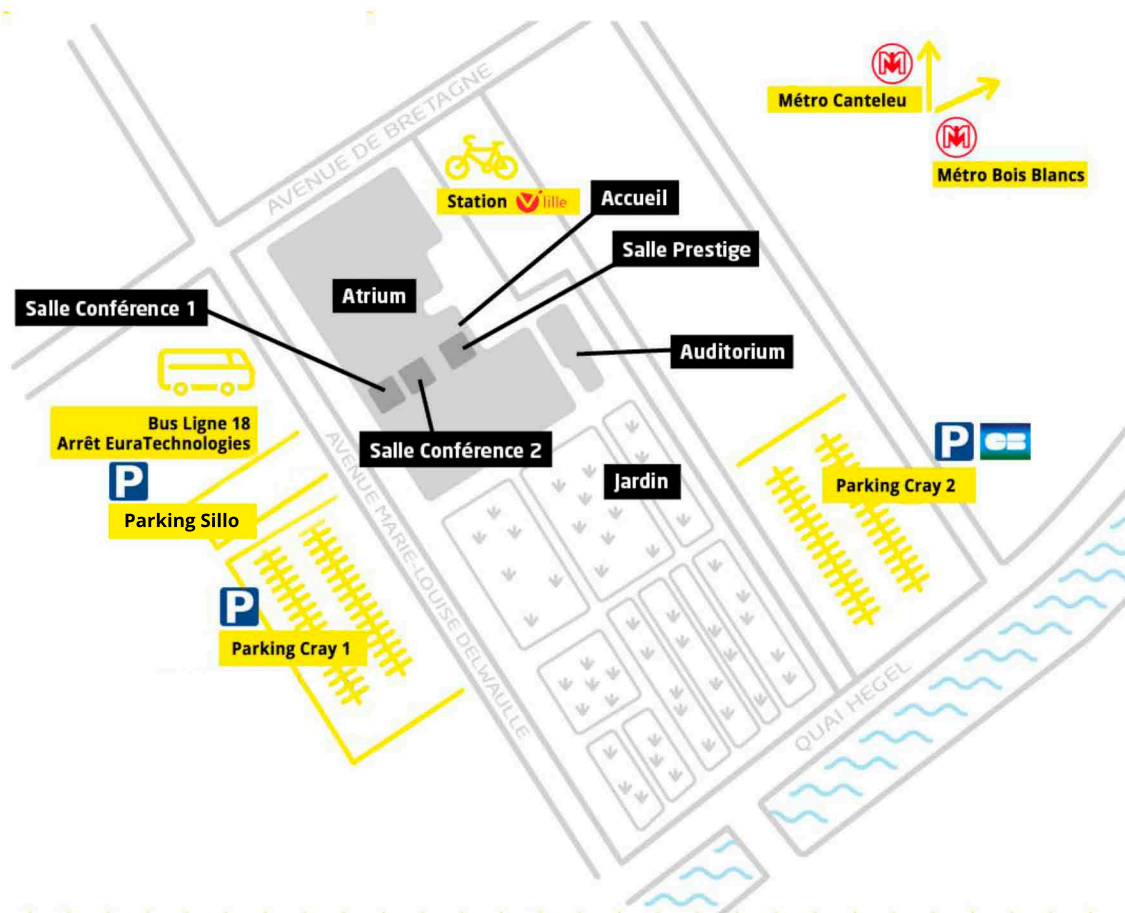 Métro Canteleu
Métro Bois Blancs
AVENUE DE BRETAGNE
Station V lille
Accueil
Salle Prestige
Atrium
Salle Conférence 1
Auditorium
Bus Ligne 18
Arrêt EuraTechnologies
Salle Conférence 2
P
Parking Sillo
Jardin
P CB
Parking Cray 2
AVENUE MARIE-LOUISE DELWAULLE
P
Parking Cray 1
QUAI HEGEL